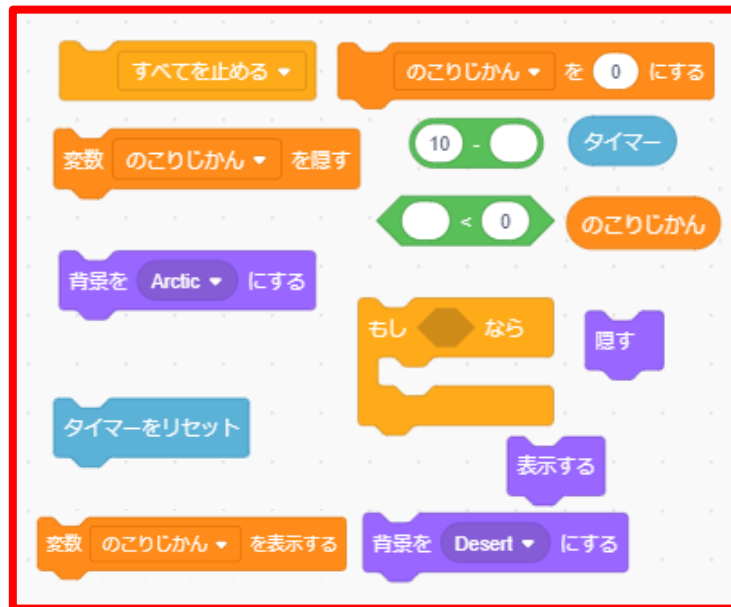 すべてを止める
のこりじかん を 0 にする
変数 のこりじかん を隠す
10 -
タイマー
< 0
のこりじかん
背景を Arctic にする
もし なら
隠す
タイマーをリセット
表示する
変数 のこりじかん を表示する
背景を Desert にする